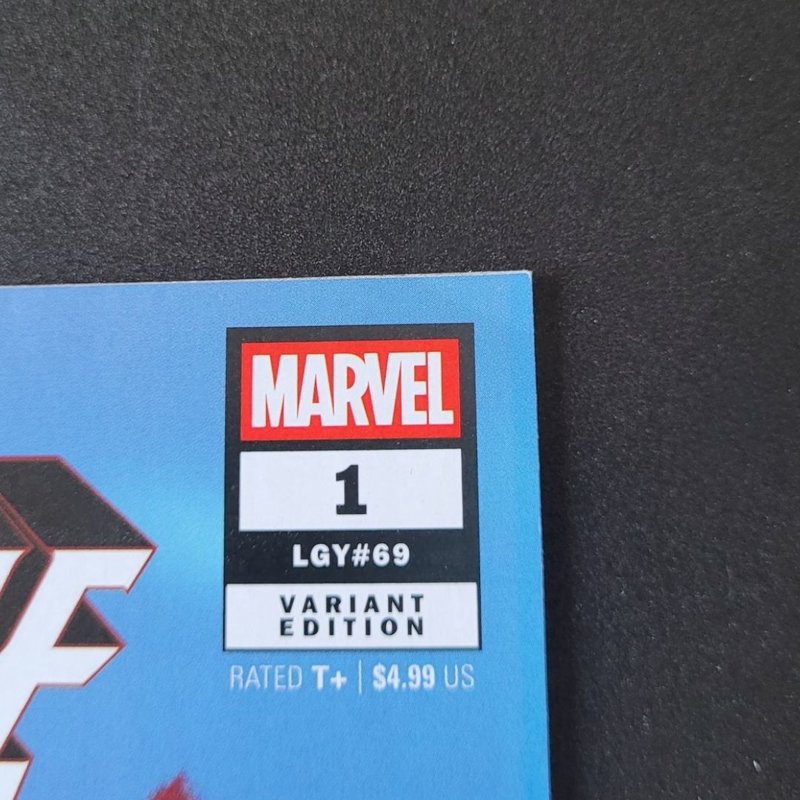 MARVEL
1
LGY#69
VARIANT
EDITION
RATED T+ | $4.99 US